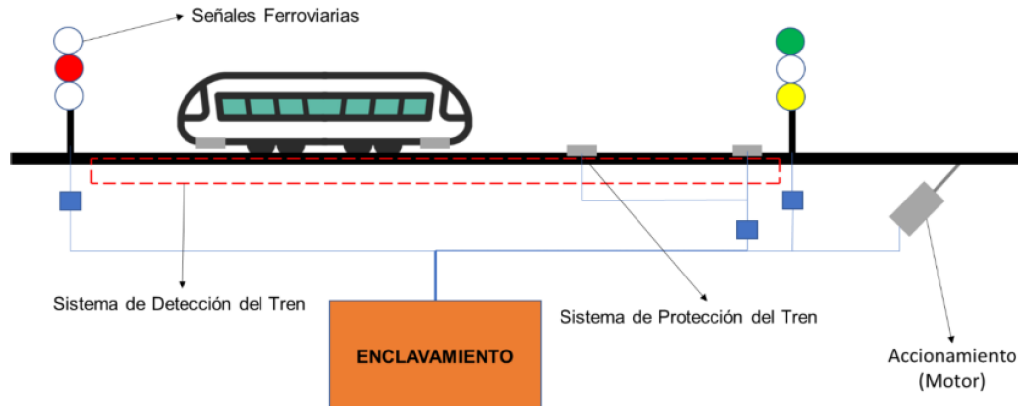 Señales Ferroviarias
Sistema de Detección del Tren
Sistema de Protección del Tren
ENCLAVAMIENTO
Accionamiento
(Motor)